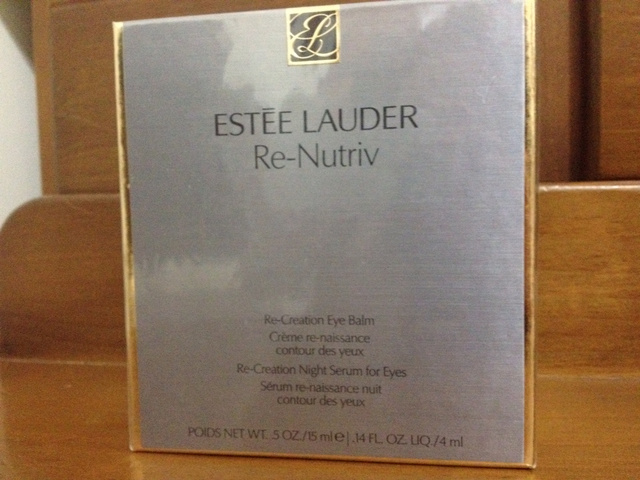 EL
ESTĒE LAUDER
Re-Nutriv
Re-Creation Eye Balm
Crème re-naissance
contour des yeux
Re-Creation Night Serum for Eyes
Sérum re-naissance nuit
contour des yeux
POIDS NET WT. .5 OZ./15 ml ℮ | .14 FL. OZ. LIQ./4 ml